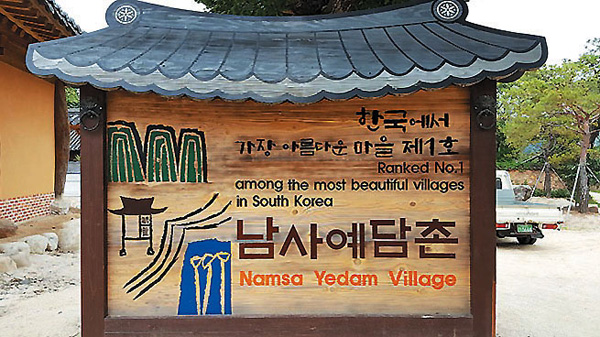 한국에서
가장 아름다운 마을 제1호
Ranked No.1
among the most beautiful villages
in South Korea
남사예담촌
Namsa Yedam Village